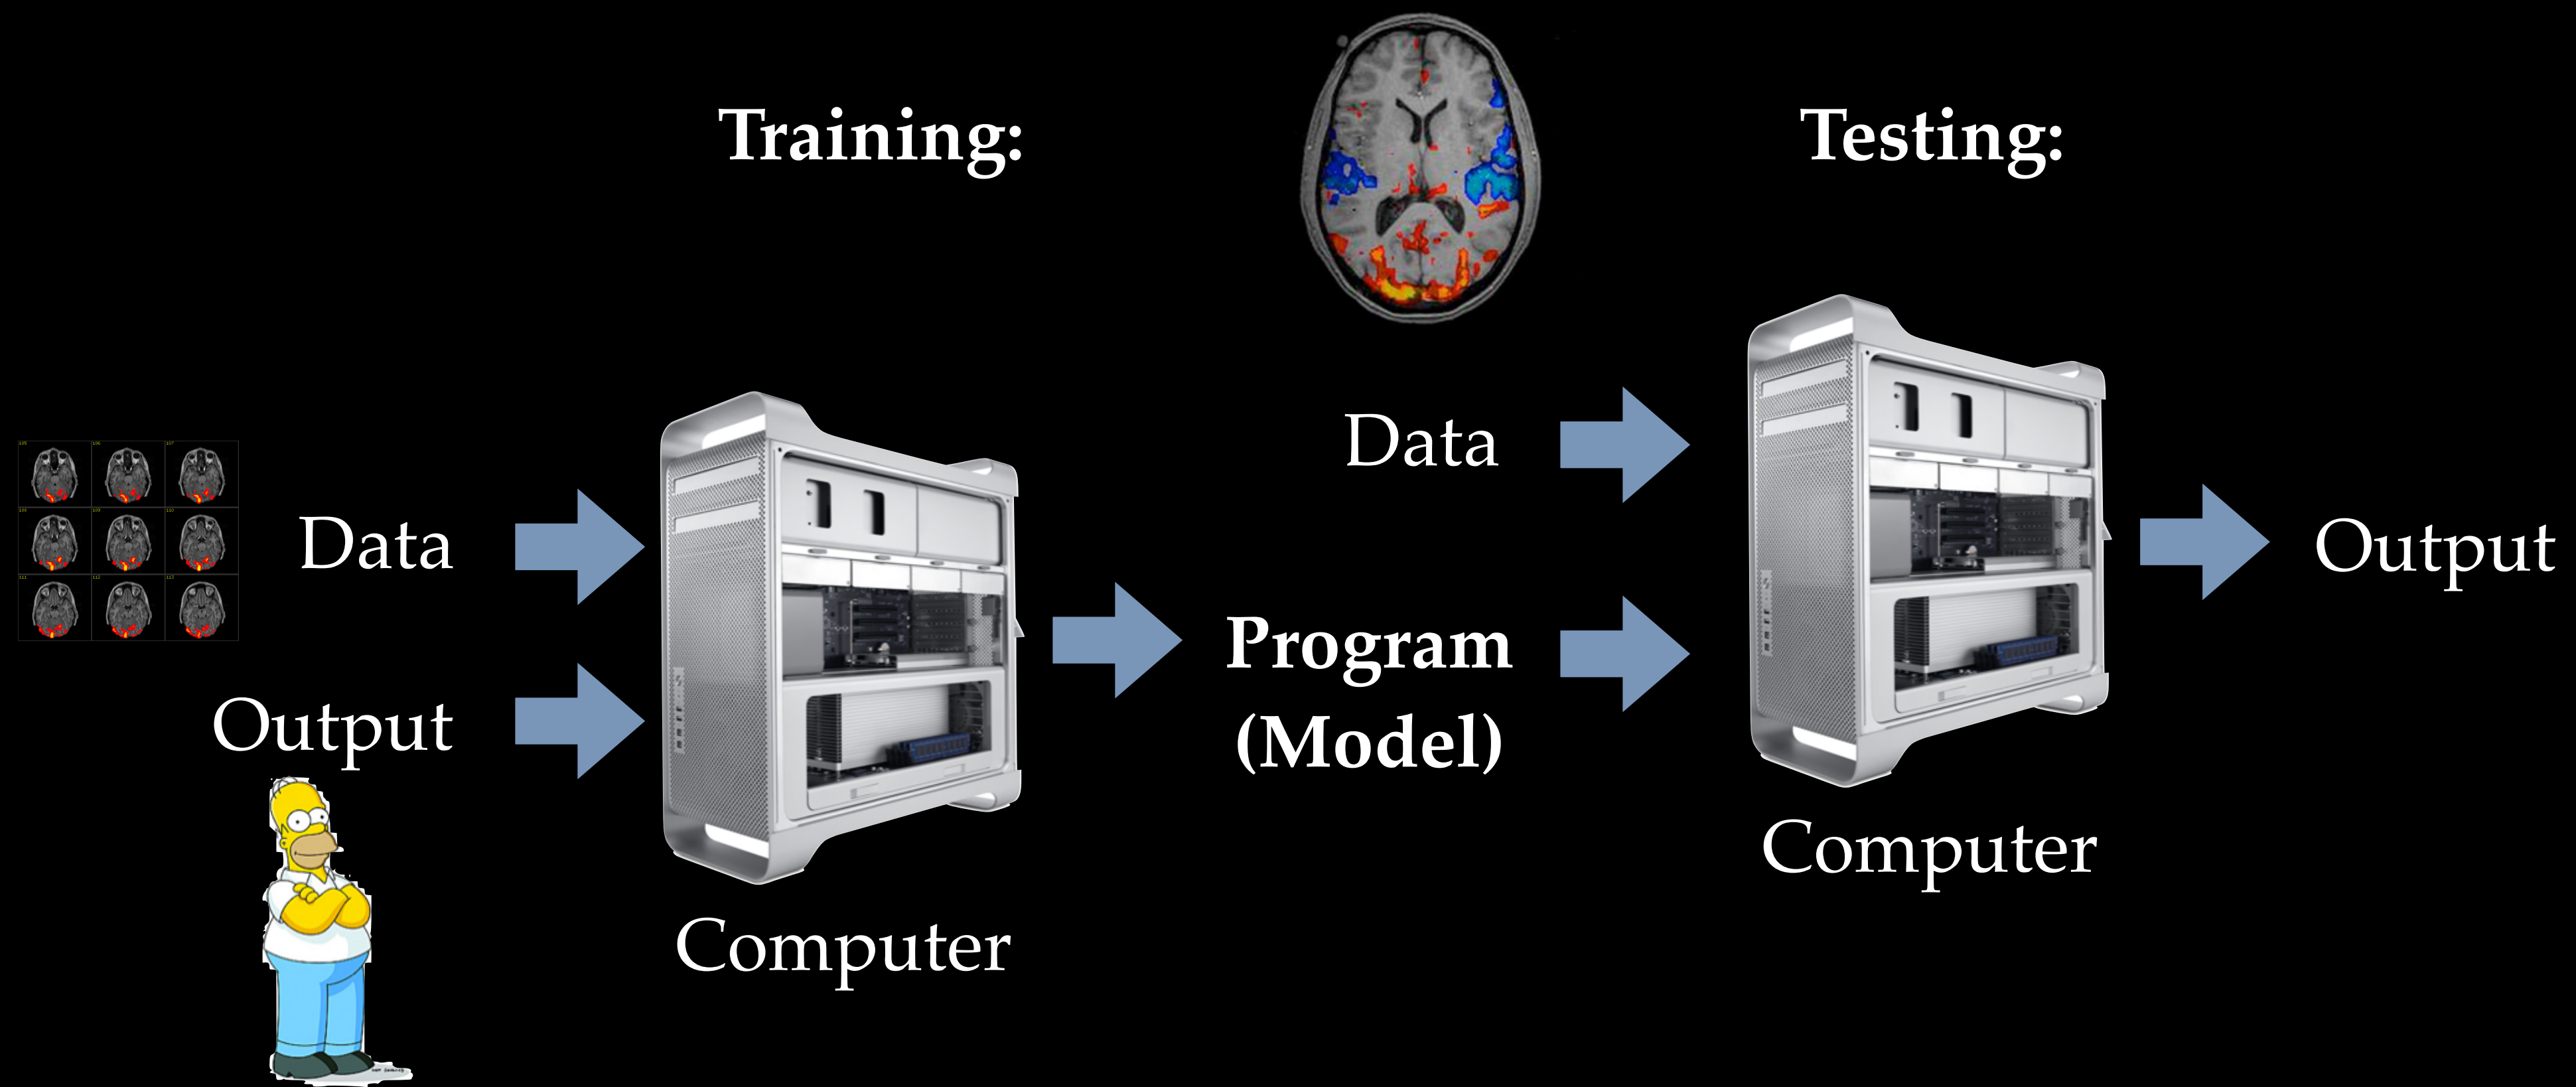 Training:
Testing:
Data
Output
Computer
Program
(Model)
Data
Computer
Output